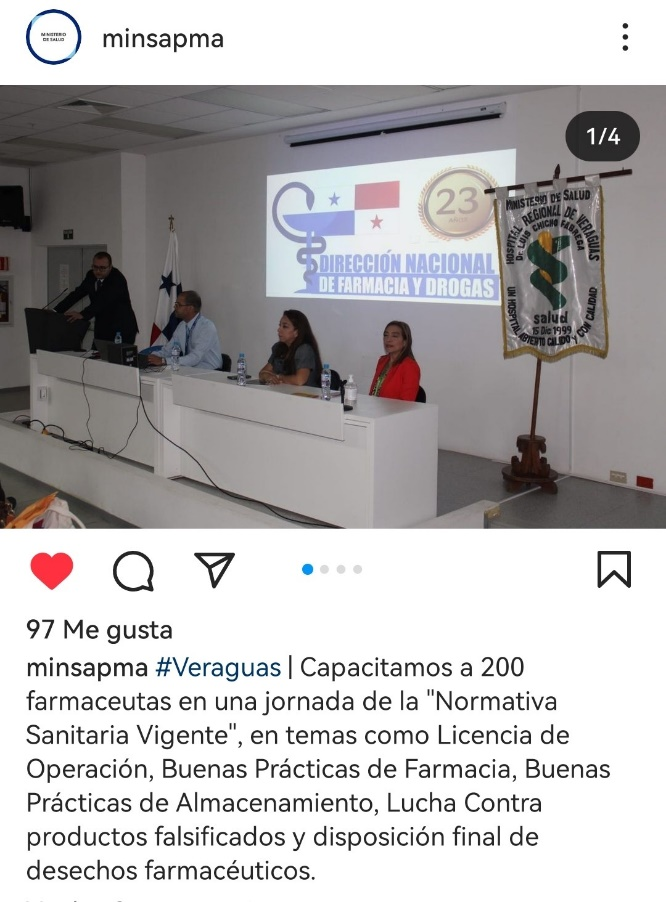 MINISTERIO
DE SALUD
minsapma
1/4
23
AÑOS
DIRECCIÓN NACIONAL
DE FARMACIA Y DROGAS
MINISTERIO DE SALUD
HOSPITAL REGIONAL DE VERAGUAS
Dr. LUIS CHICHO FABREGA
salud
15 Dic 1999
UN HOSPITAL ABIERTO CALIDO Y CON CALIDAD
97 Me gusta
minsapma #Veraguas | Capacitamos a 200
farmaceutas en una jornada de la "Normativa
Sanitaria Vigente", en temas como Licencia de
Operación, Buenas Prácticas de Farmacia, Buenas
Prácticas de Almacenamiento, Lucha Contra
productos falsificados y disposición final de
desechos farmacéuticos.